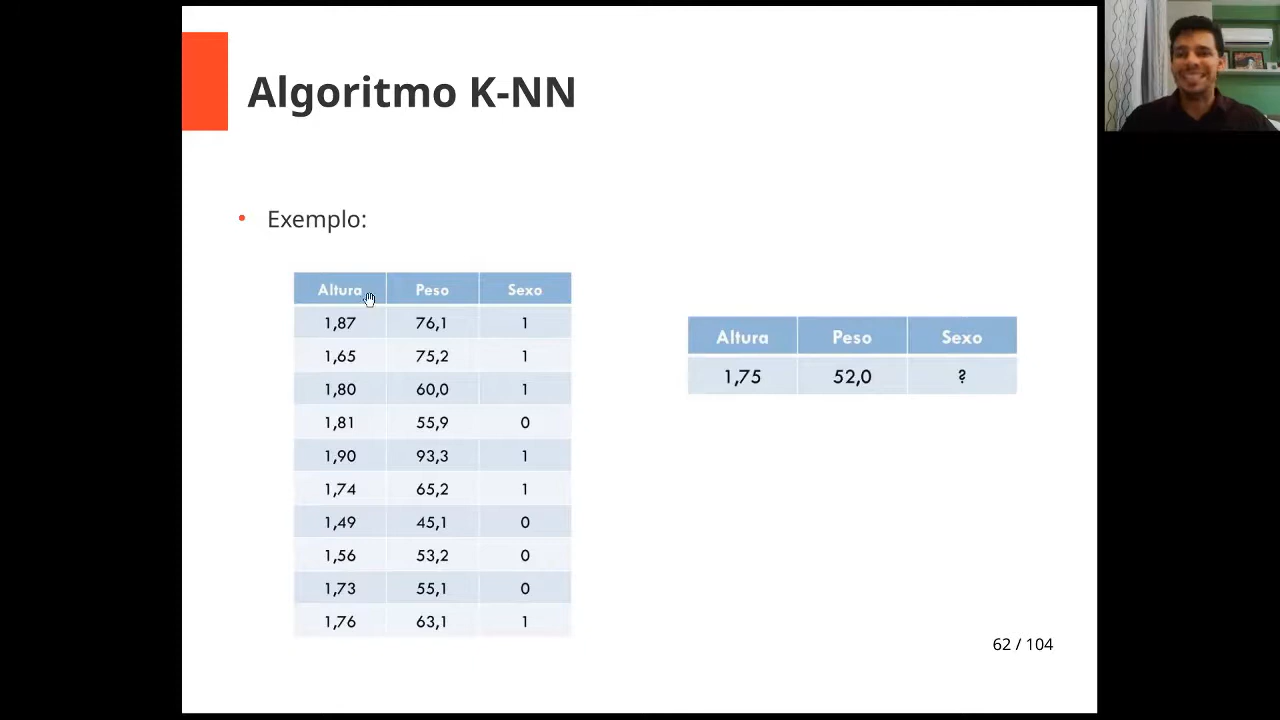 Algoritmo K-NN
• Exemplo:
Altura Peso Sexo
1,87 76,1 1
1,65 75,2 1
1,80 60,0 1
1,81 55,9 0
1,90 93,3 1
1,74 65,2 1
1,49 45,1 0
1,56 53,2 0
1,73 55,1 0
1,76 63,1 1
Altura Peso Sexo
1,75 52,0 ?
62 / 104